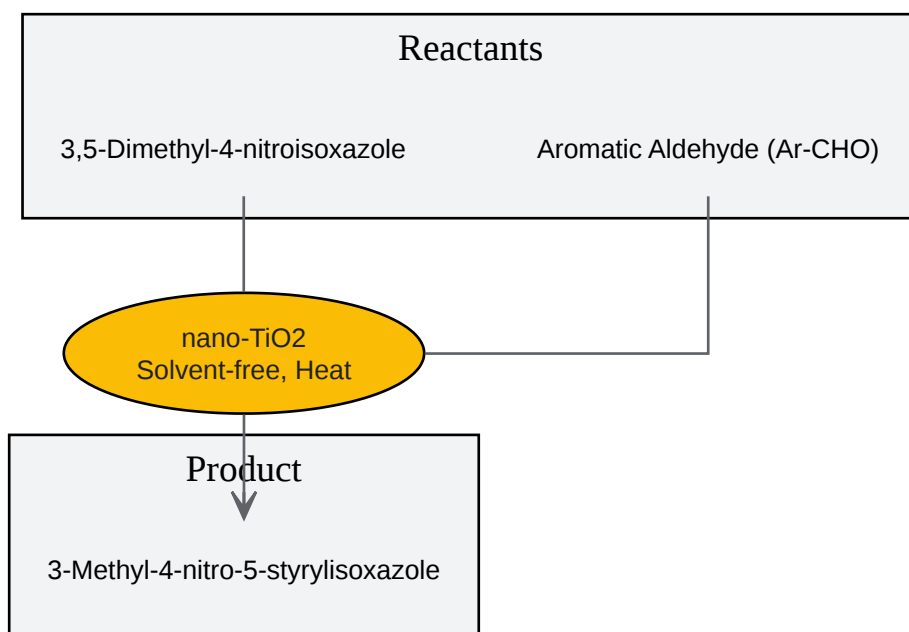 Reactants
3,5-Dimethyl-4-nitroisoxazole
Aromatic Aldehyde (Ar-CHO)
nano-TiO2
Solvent-free, Heat
Product
3-Methyl-4-nitro-5-styrylisoxazole